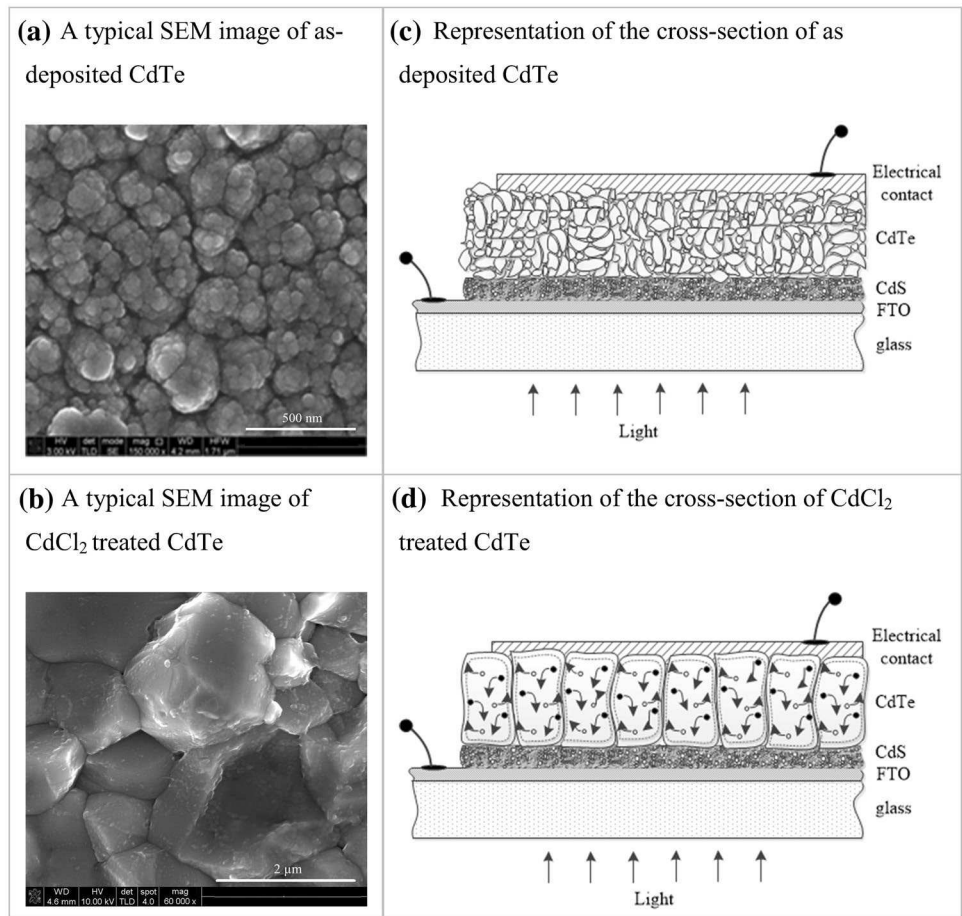 (a) A typical SEM image of as-
deposited CdTe
500 nm
HV det mode mag WD HFW
3.00 kV TLD SE 150 000 x 4.2 mm 1.71 µm
(c) Representation of the cross-section of as
deposited CdTe
Electrical
contact
CdTe
CdS
FTO
glass
Light
(b) A typical SEM image of
CdCl₂ treated CdTe
2 µm
WD HV det spot mag
4.6 mm 10.00 kV TLD 4.0 60 000 x
(d) Representation of the cross-section of CdCl₂
treated CdTe
Electrical
contact
CdTe
CdS
FTO
glass
Light